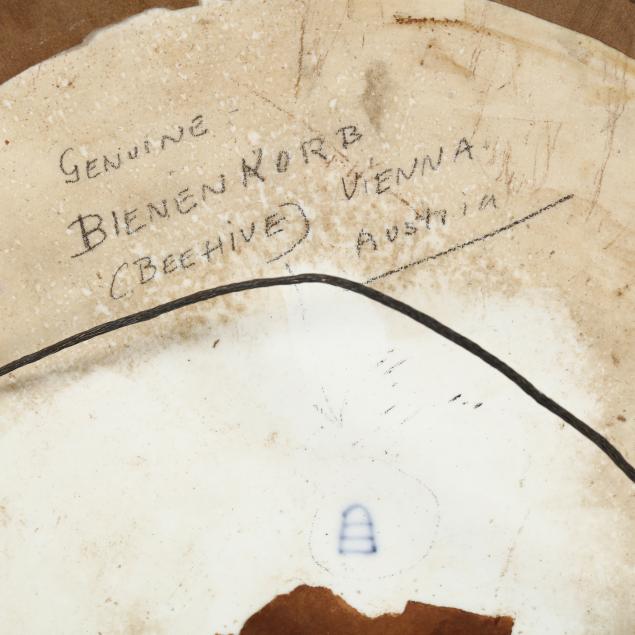 GENUINE -
BIENENKORB
(BEEHIVE) VIENNA.
AUSTRIA